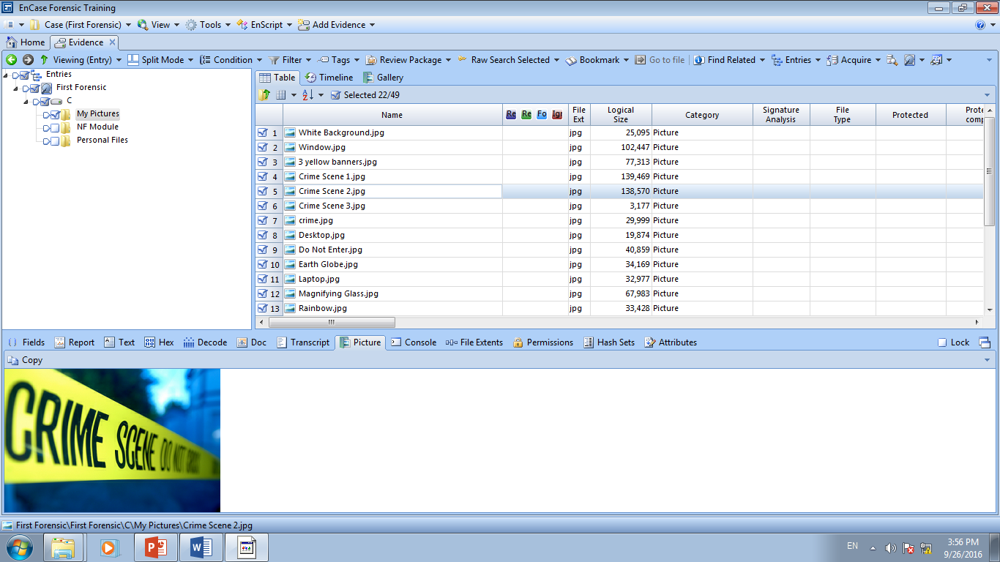 EnCase Forensic Training
Case (First Forensic) View Tools EnScript Add Evidence
Home Evidence
Viewing (Entry) Split Mode Condition Filter Tags Review Package Raw Search Selected Bookmark Go to file Find Related Entries Acquire
Entries
First Forensic
C
My Pictures
NF Module
Personal Files
Table Timeline Gallery
Selected 22/49
Name Re Re Fo Igr File Ext Logical Size Category Signature Analysis File Type Protected
1 White Background.jpg jpg 25,095 Picture
2 Window.jpg jpg 102,447 Picture
3 3 yellow banners.jpg jpg 77,313 Picture
4 Crime Scene 1.jpg jpg 139,469 Picture
5 Crime Scene 2.jpg jpg 138,570 Picture
6 Crime Scene 3.jpg jpg 3,177 Picture
7 crime.jpg jpg 29,999 Picture
8 Desktop.jpg jpg 19,874 Picture
9 Do Not Enter.jpg jpg 40,859 Picture
10 Earth Globe.jpg jpg 34,169 Picture
11 Laptop.jpg jpg 32,977 Picture
12 Magnifying Glass.jpg jpg 67,983 Picture
13 Rainbow.jpg jpg 33,428 Picture
Fields Report Text Hex Decode Doc Transcript Picture Console File Extents Permissions Hash Sets Attributes Lock
Copy
CRIME SCENE DO NOT
First Forensic\First Forensic\C\My Pictures\Crime Scene 2.jpg
EN
3:56 PM
9/26/2016